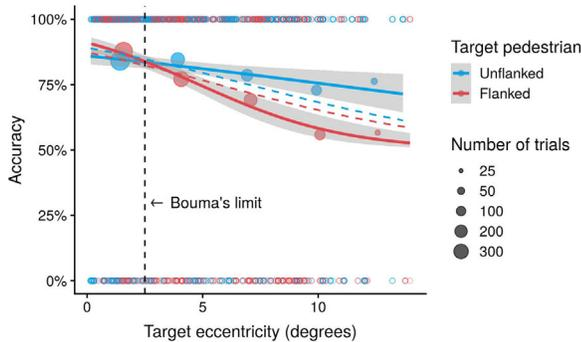 100%
75%
50%
25%
0%
Accuracy
← Bouma's limit
0
5
10
Target eccentricity (degrees)
Target pedestrian
Unflanked
Flanked
Number of trials
25
50
100
200
300